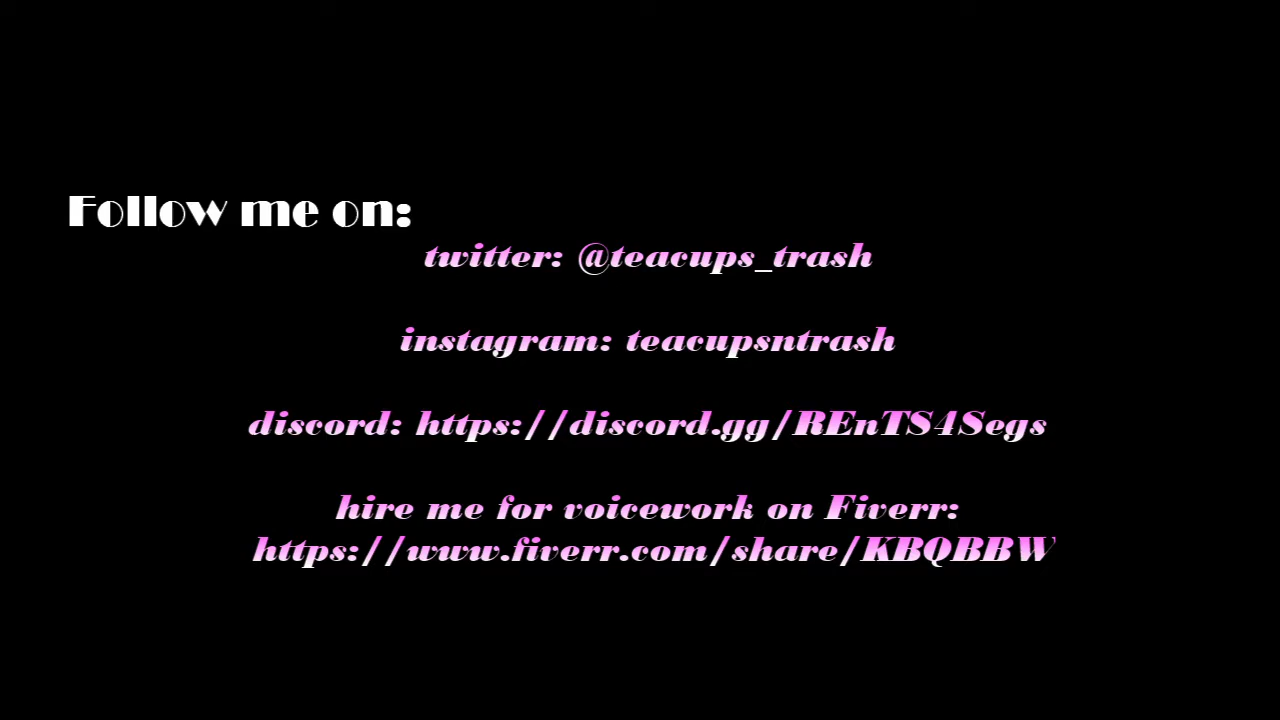 Follow me on:
twitter: @teacups_trash
instagram: teacupsntrash
discord: https://discord.gg/REnTS4Segs
hire me for voicework on Fiverr:
https://www.fiverr.com/share/KBQBBW